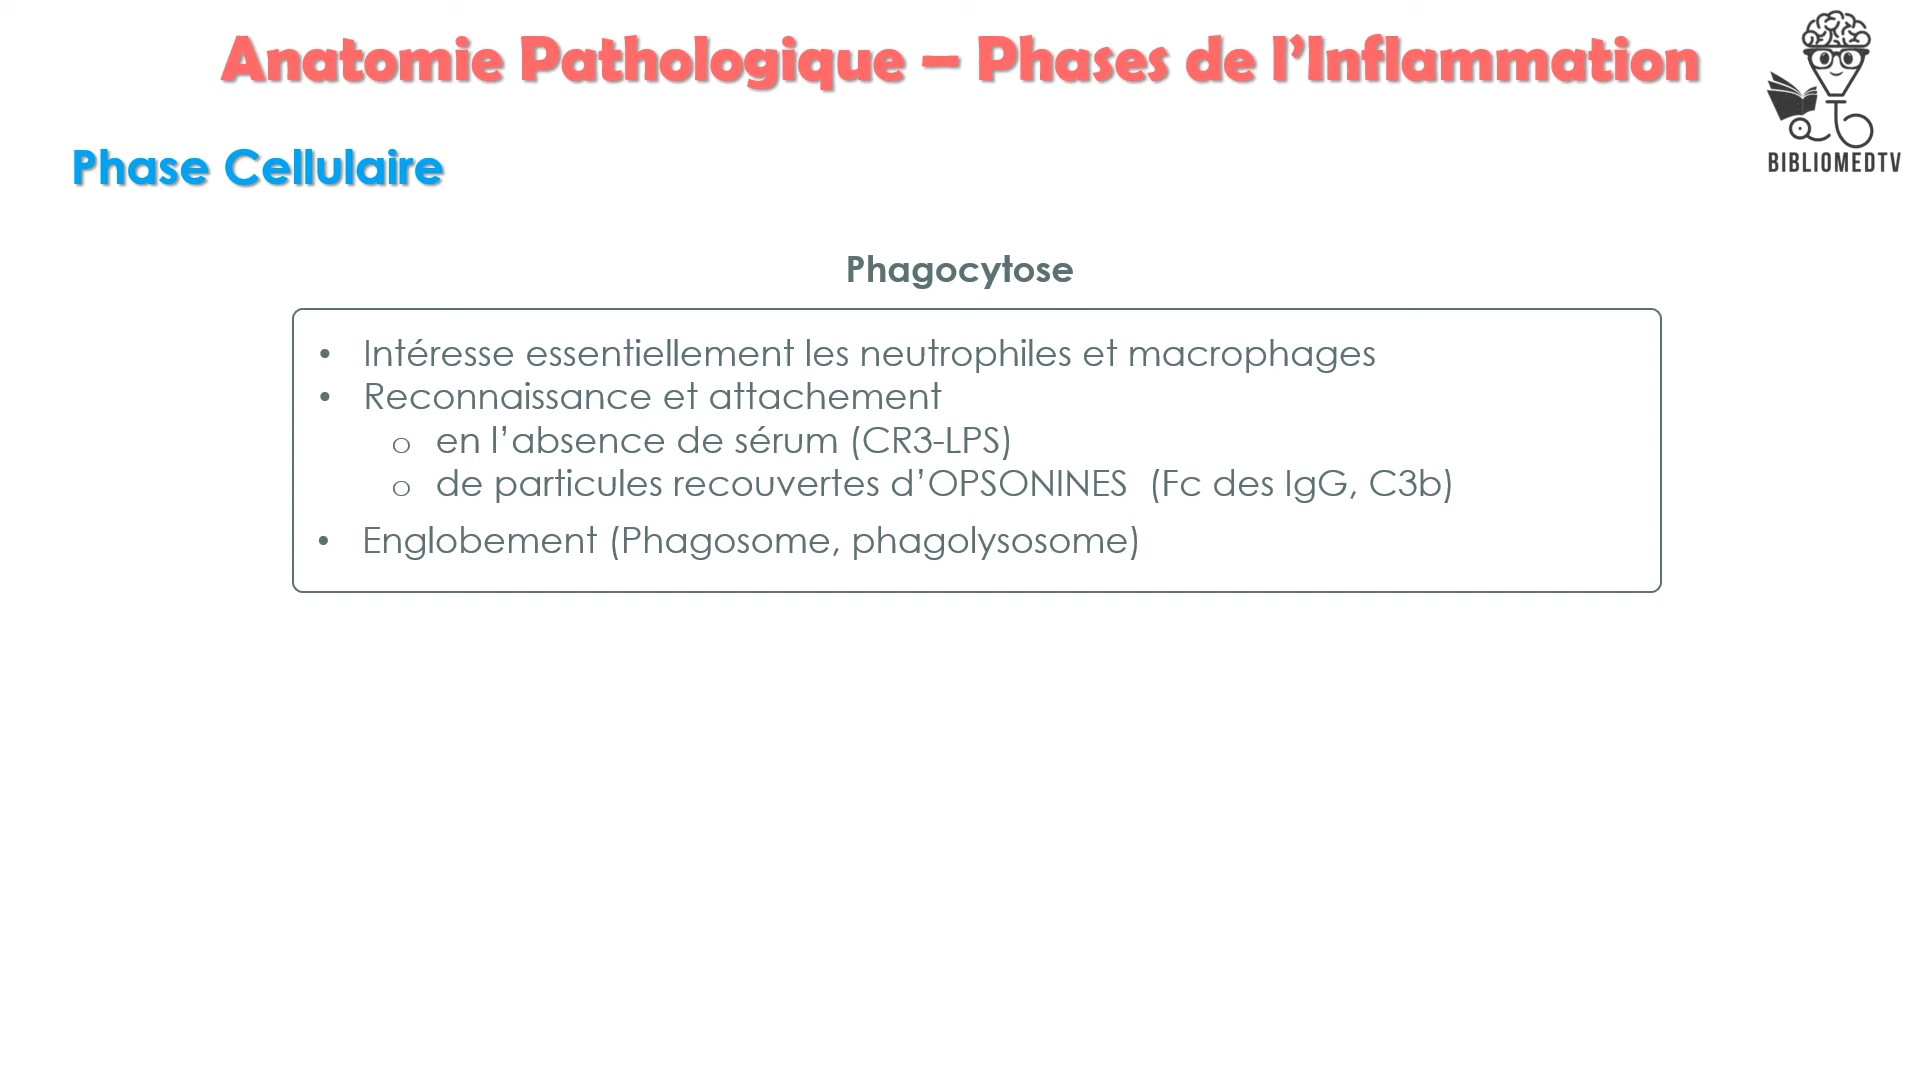 Anatomie Pathologique – Phases de l’Inflammation
BIBLIOMEDTV
Phase Cellulaire
Phagocytose
• Intéresse essentiellement les neutrophiles et macrophages
• Reconnaissance et attachement
o en l’absence de sérum (CR3-LPS)
o de particules recouvertes d’OPSONINES (Fc des IgG, C3b)
• Englobement (Phagosome, phagolysosome)